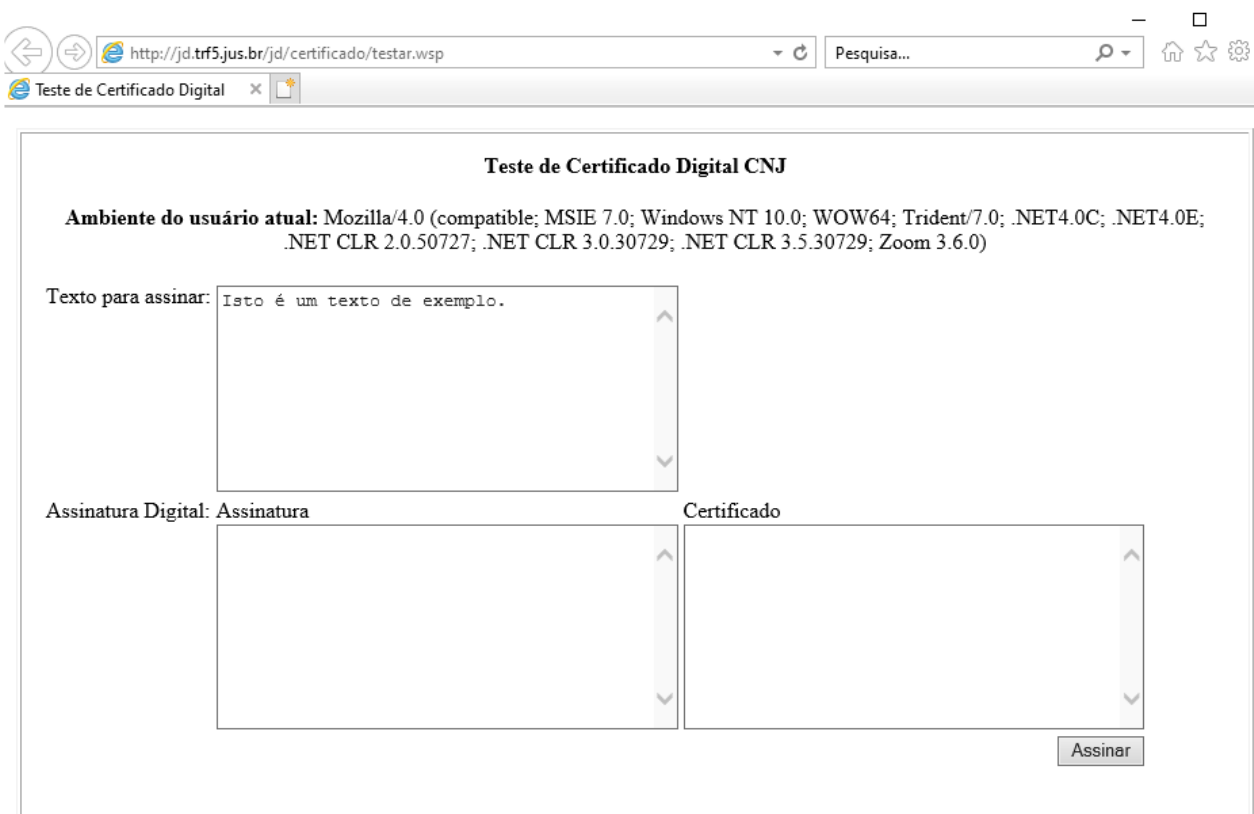 http://jd.trf5.jus.br/jd/certificado/testar.wsp
Pesquisa...
Teste de Certificado Digital
Teste de Certificado Digital CNJ
Ambiente do usuário atual: Mozilla/4.0 (compatible; MSIE 7.0; Windows NT 10.0; WOW64; Trident/7.0; .NET4.0C; .NET4.0E;
.NET CLR 2.0.50727; .NET CLR 3.0.30729; .NET CLR 3.5.30729; Zoom 3.6.0)
Texto para assinar:
Isto é um texto de exemplo.
Assinatura Digital: Assinatura
Certificado
Assinar